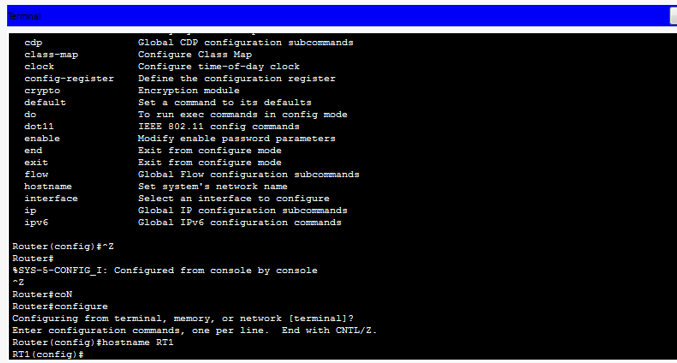 Terminal
cdp Global CDP configuration subcommands
class-map Configure Class Map
clock Configure time-of-day clock
config-register Define the configuration register
crypto Encryption module
default Set a command to its defaults
do To run exec commands in config mode
dot11 IEEE 802.11 config commands
enable Modify enable password parameters
end Exit from configure mode
exit Exit from configure mode
flow Global Flow configuration subcommands
hostname Set system's network name
interface Select an interface to configure
ip Global IP configuration subcommands
ipv6 Global IPv6 configuration commands
Router(config)#^Z
Router#
%SYS-5-CONFIG_I: Configured from console by console
^Z
Router#coN
Router#configure
Configuring from terminal, memory, or network [terminal]?
Enter configuration commands, one per line.  End with CNTL/Z.
Router(config)#hostname RT1
RT1(config)#